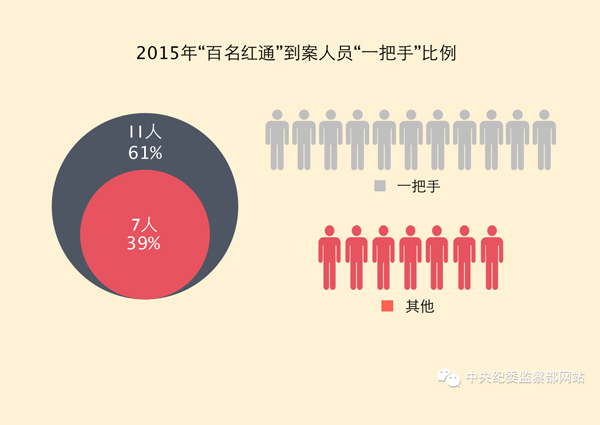 2015年“百名红通”到案人员“一把手”比例
11人
61%
一把手
7人
39%
其他
中央纪委监察部网站